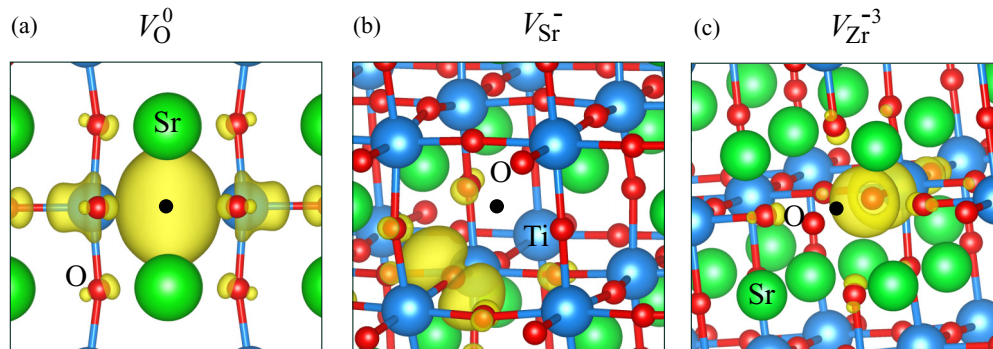 (a) V_O^0
(b) V_Sr^-
(c) V_Zr^-3
Sr
O
O
Ti
O
Sr